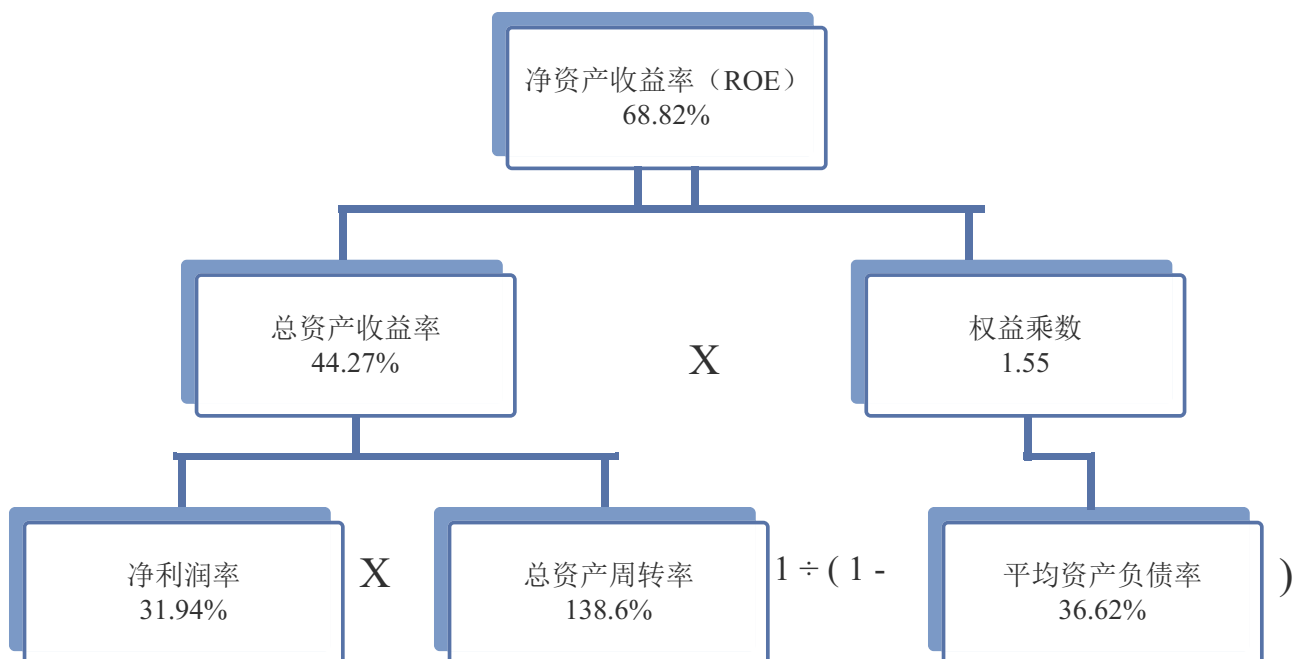 净资产收益率（ROE）
68.82%
总资产收益率
44.27%
X
权益乘数
1.55
净利润率
31.94%
X
总资产周转率
138.6%
1 ÷ ( 1 -
平均资产负债率
36.62%
)